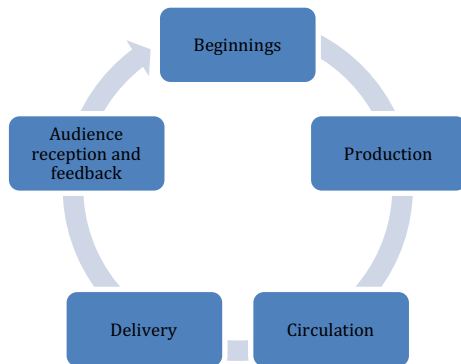 Beginnings
Production
Circulation
Delivery
Audience
reception and
feedback